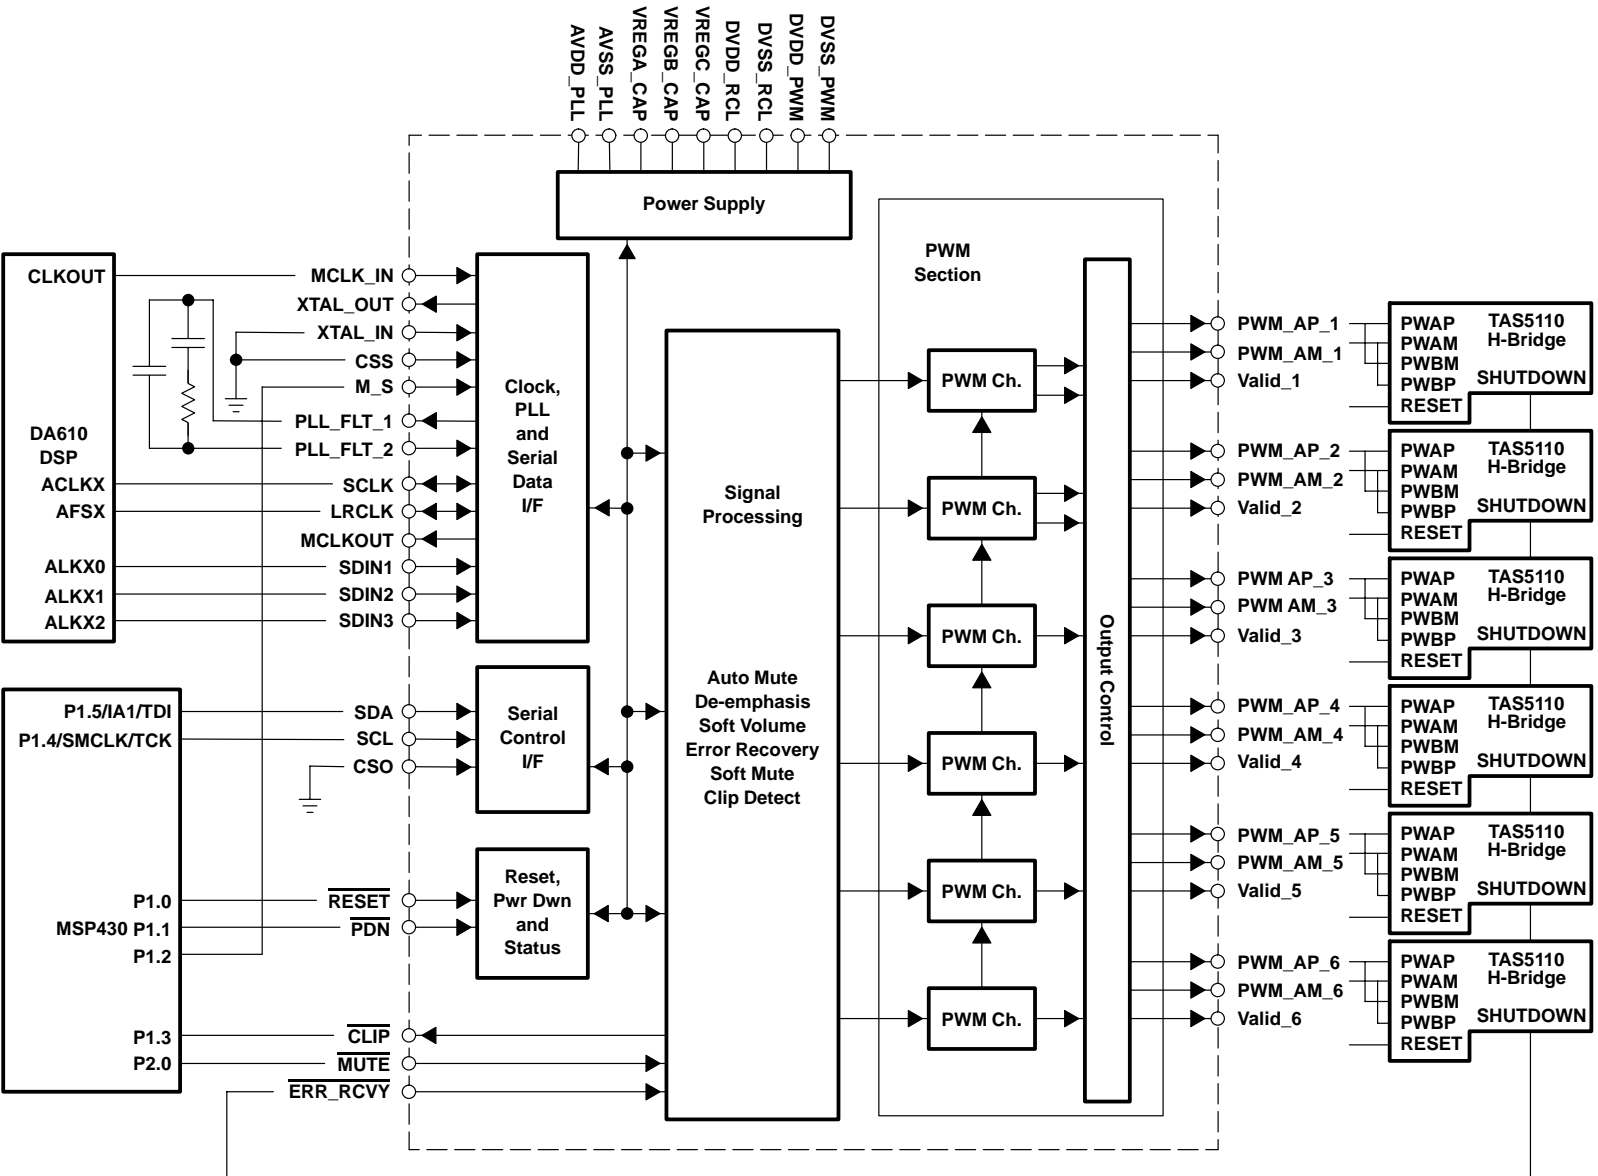 AVDD_PLL
AVSS_PLL
VREGA_CAP
VREGB_CAP
VREGC_CAP
DVDD_RCL
DVSS_RCL
DVDD_PWM
DVSS_PWM
Power Supply
CLKOUT
DA610
DSP
ACLKX
AFSX
ALKX0
ALKX1
ALKX2
MCLK_IN
XTAL_OUT
XTAL_IN
CSS
M_S
PLL_FLT_1
PLL_FLT_2
SCLK
LRCLK
MCLKOUT
SDIN1
SDIN2
SDIN3
Clock,
PLL
and
Serial
Data
I/F
P1.5/IA1/TDI
P1.4/SMCLK/TCK
P1.0
MSP430 P1.1
P1.2
P1.3
P2.0
SDA
SCL
CSO
RESET
PDN
CLIP
MUTE
ERR_RCVY
Serial
Control
I/F
Reset,
Pwr Dwn
and
Status
Signal
Processing
Auto Mute
De-emphasis
Soft Volume
Error Recovery
Soft Mute
Clip Detect
PWM
Section
PWM Ch.
PWM Ch.
PWM Ch.
PWM Ch.
PWM Ch.
PWM Ch.
Output Control
PWM_AP_1
PWM_AM_1
Valid_1
PWM_AP_2
PWM_AM_2
Valid_2
PWM AP_3
PWM AM_3
Valid_3
PWM_AP_4
PWM_AM_4
Valid_4
PWM_AP_5
PWM_AM_5
Valid_5
PWM_AP_6
PWM_AM_6
Valid_6
PWAP
PWAM
PWBM
PWBP
RESET
TAS5110
H-Bridge
SHUTDOWN
PWAP
PWAM
PWBM
PWBP
RESET
TAS5110
H-Bridge
SHUTDOWN
PWAP
PWAM
PWBM
PWBP
RESET
TAS5110
H-Bridge
SHUTDOWN
PWAP
PWAM
PWBM
PWBP
RESET
TAS5110
H-Bridge
SHUTDOWN
PWAP
PWAM
PWBM
PWBP
RESET
TAS5110
H-Bridge
SHUTDOWN
PWAP
PWAM
PWBM
PWBP
RESET
TAS5110
H-Bridge
SHUTDOWN